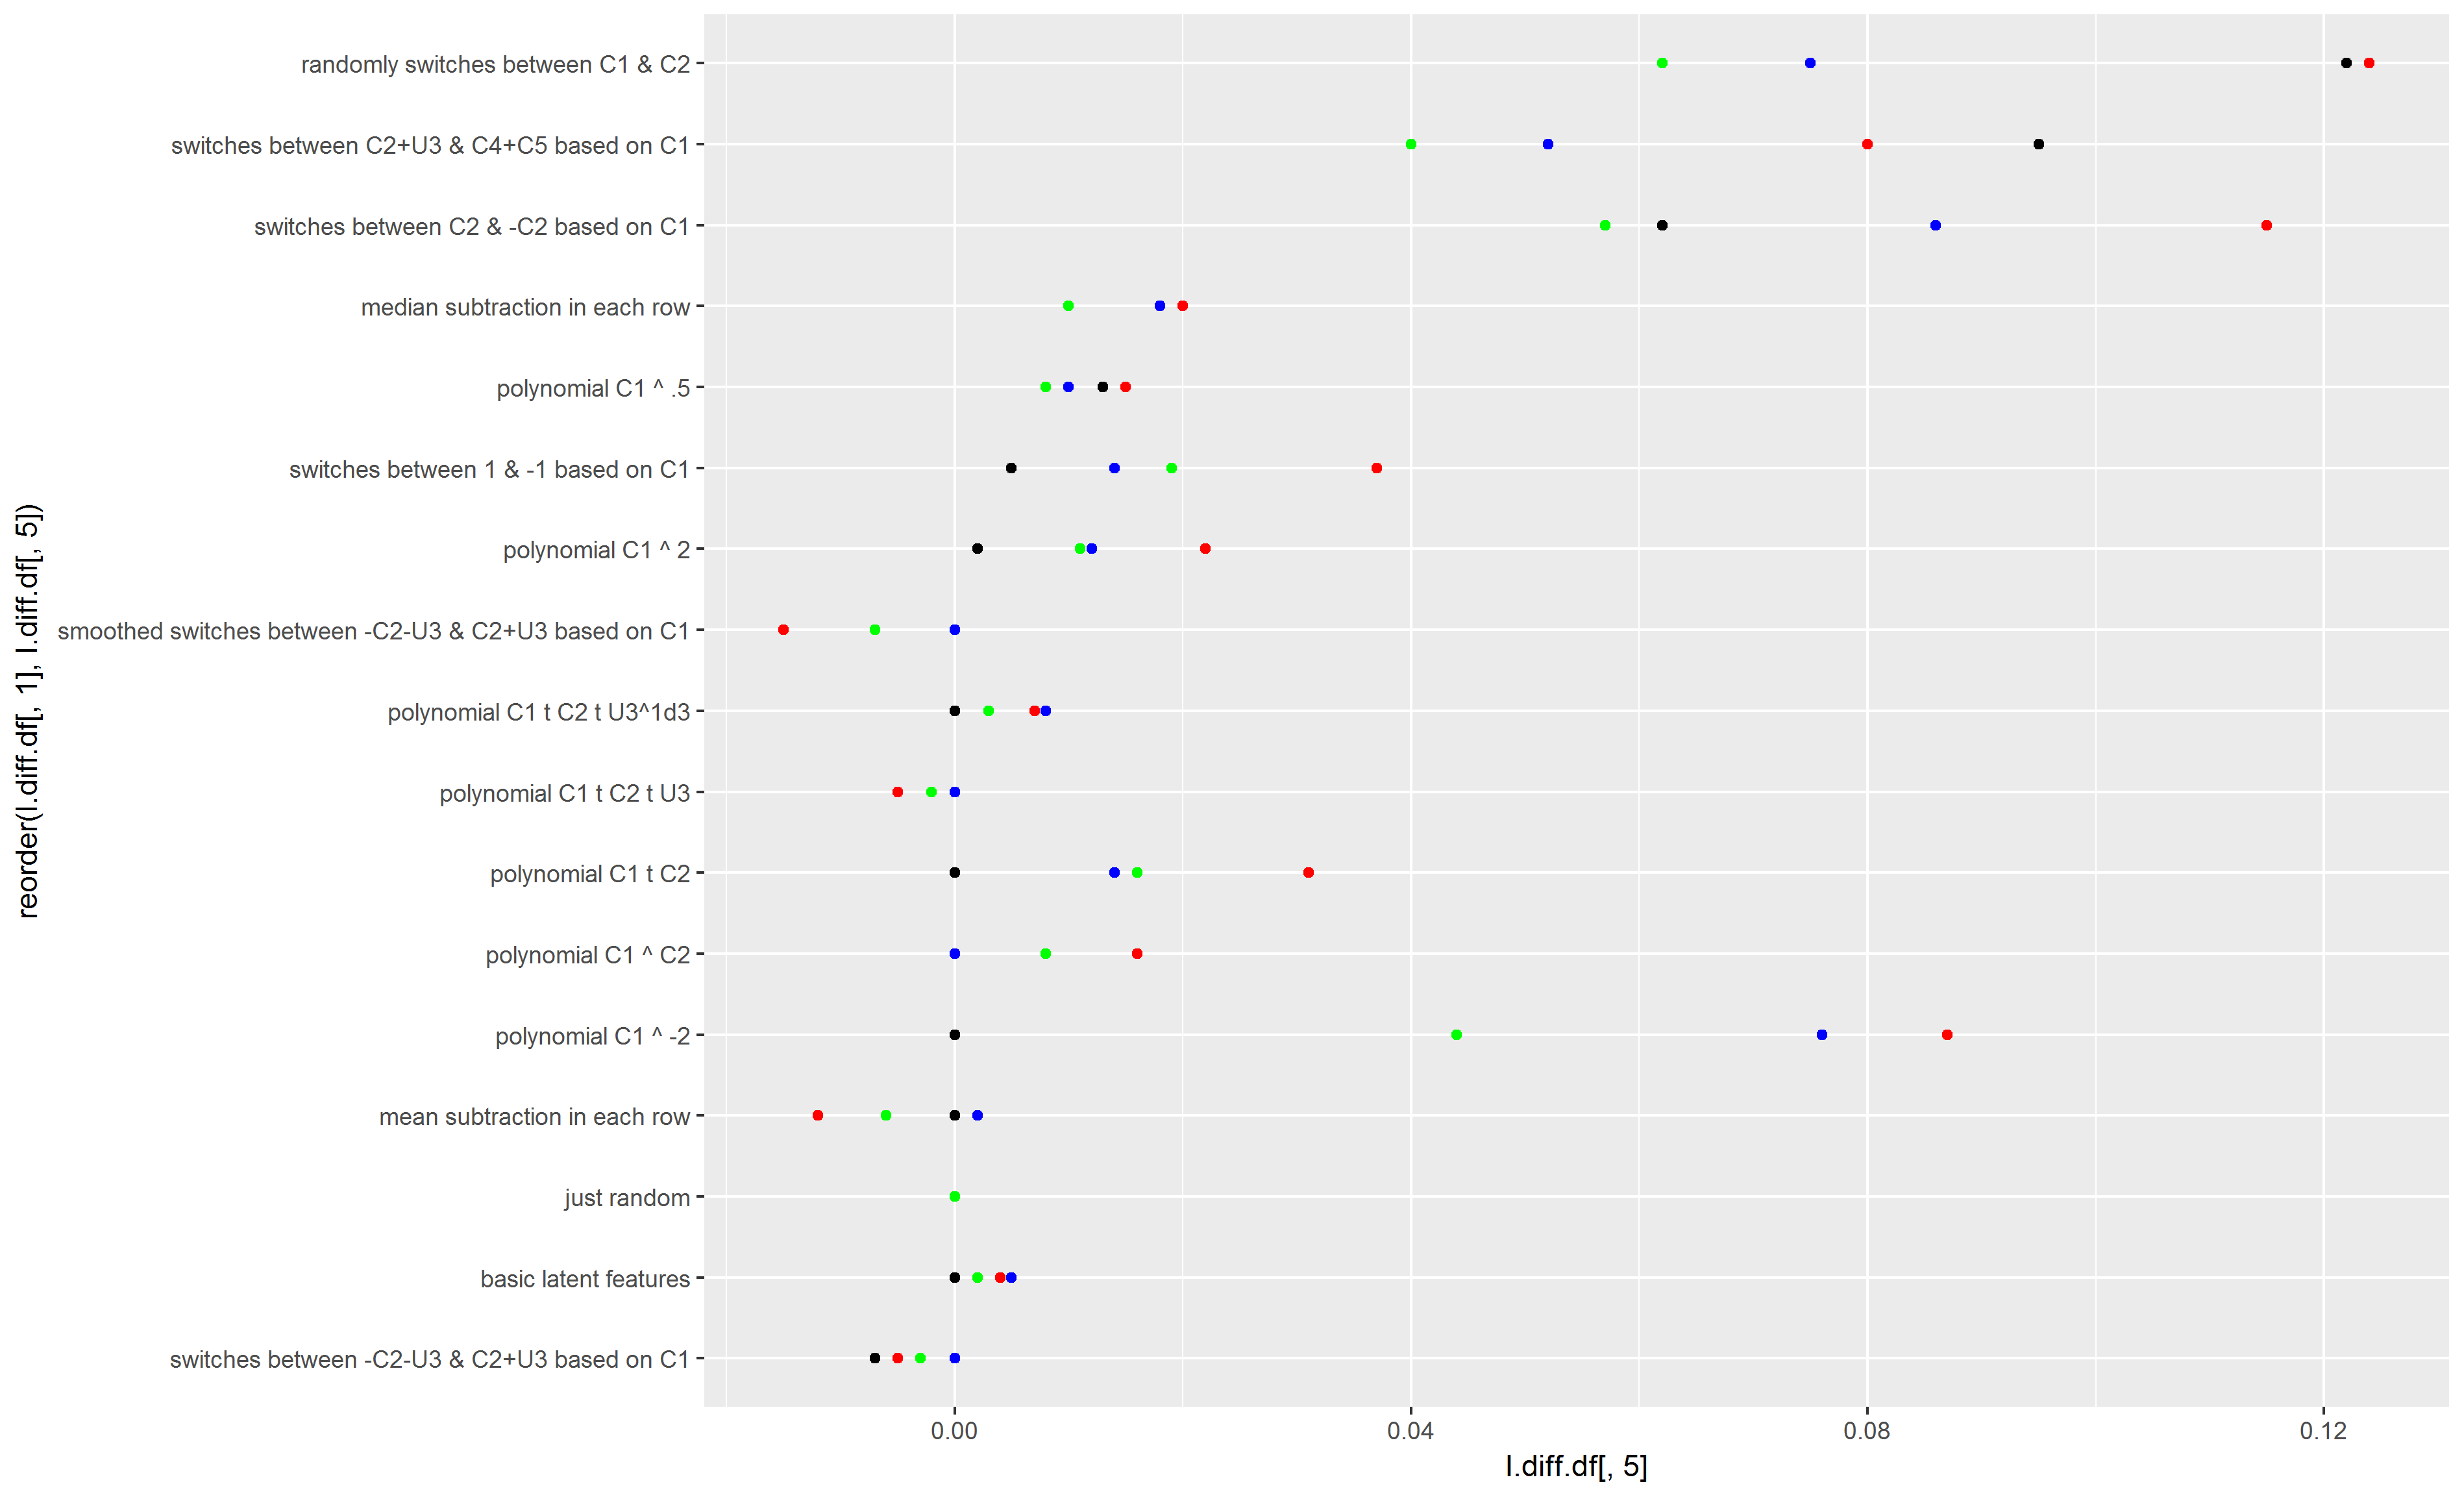 randomly switches between C1 & C2
switches between C2+U3 & C4+C5 based on C1
switches between C2 & -C2 based on C1
median subtraction in each row
polynomial C1 ^ .5
switches between 1 & -1 based on C1
polynomial C1 ^ 2
smoothed switches between -C2-U3 & C2+U3 based on C1
polynomial C1 t C2 t U3^1d3
polynomial C1 t C2 t U3
polynomial C1 t C2
polynomial C1 ^ C2
polynomial C1 ^ -2
mean subtraction in each row
just random
basic latent features
switches between -C2-U3 & C2+U3 based on C1
reorder(l.diff.df[, 1], l.diff.df[, 5])
0.00
0.04
0.08
0.12
l.diff.df[, 5]